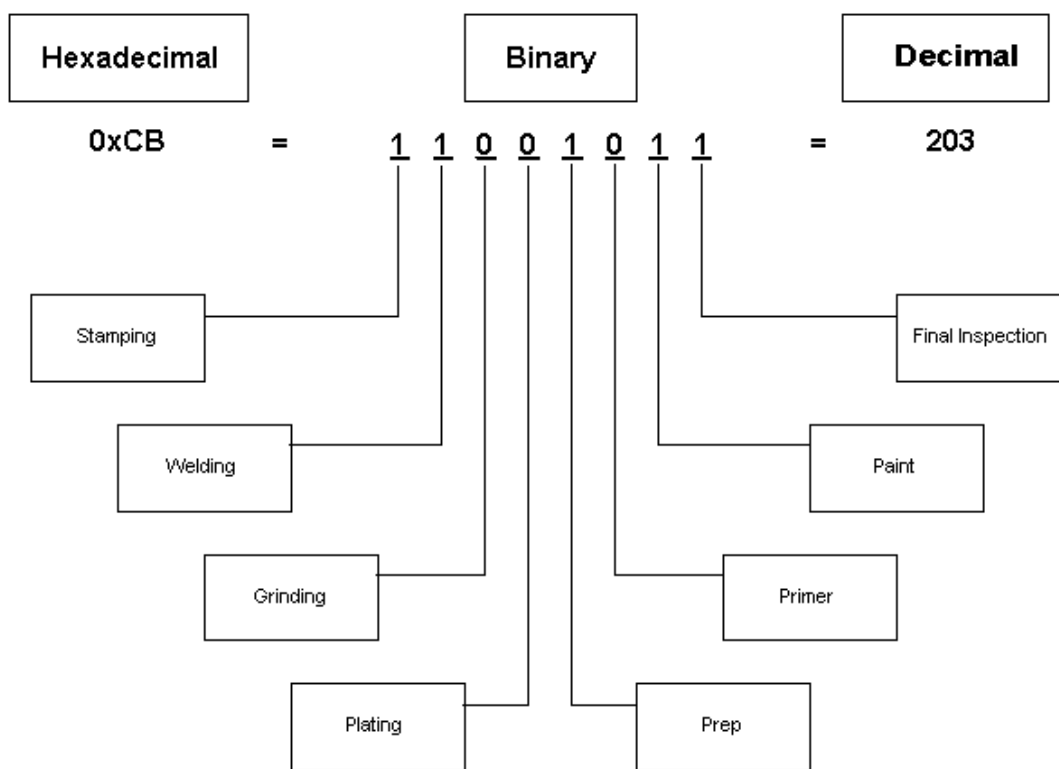 Hexadecimal Binary Decimal
0xCB = 1 1 0 0 1 0 1 1 = 203
Stamping Final Inspection
Welding Paint
Grinding Primer
Plating Prep